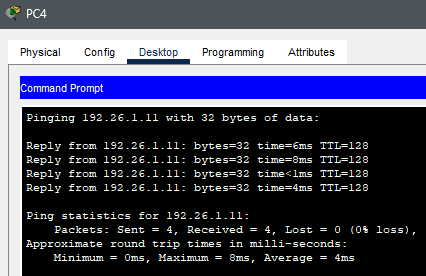 PC4
Physical Config Desktop Programming Attributes
Command Prompt
Pinging 192.26.1.11 with 32 bytes of data:
Reply from 192.26.1.11: bytes=32 time=6ms TTL=128
Reply from 192.26.1.11: bytes=32 time=8ms TTL=128
Reply from 192.26.1.11: bytes=32 time<1ms TTL=128
Reply from 192.26.1.11: bytes=32 time=4ms TTL=128
Ping statistics for 192.26.1.11:
Packets: Sent = 4, Received = 4, Lost = 0 (0% loss),
Approximate round trip times in milli-seconds:
Minimum = 0ms, Maximum = 8ms, Average = 4ms